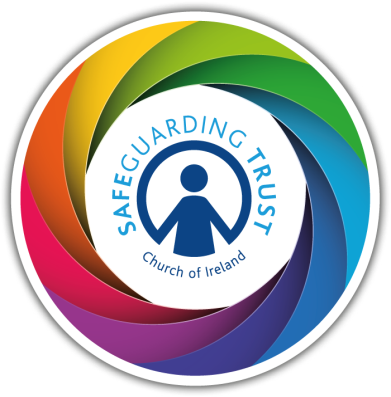 SAFEGUARDING TRUST
Church of Ireland